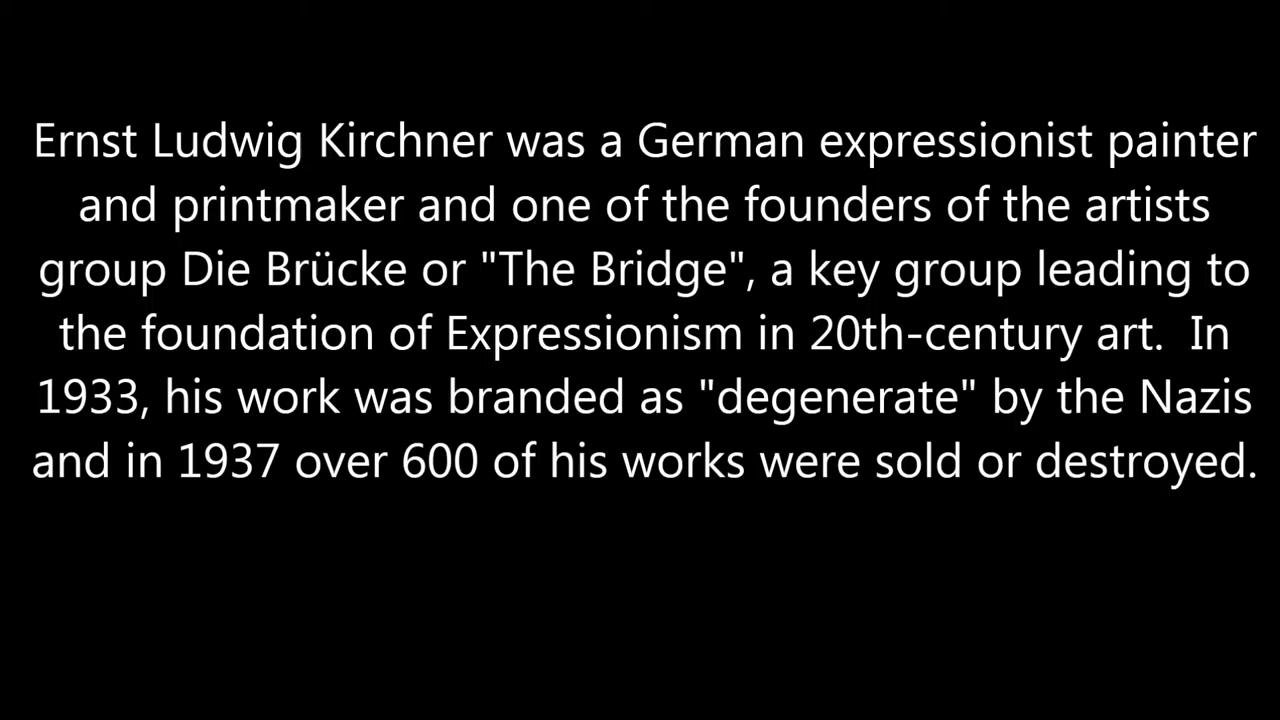 Ernst Ludwig Kirchner was a German expressionist painter
and printmaker and one of the founders of the artists
group Die Brücke or "The Bridge", a key group leading to
the foundation of Expressionism in 20th-century art.  In
1933, his work was branded as "degenerate" by the Nazis
and in 1937 over 600 of his works were sold or destroyed.